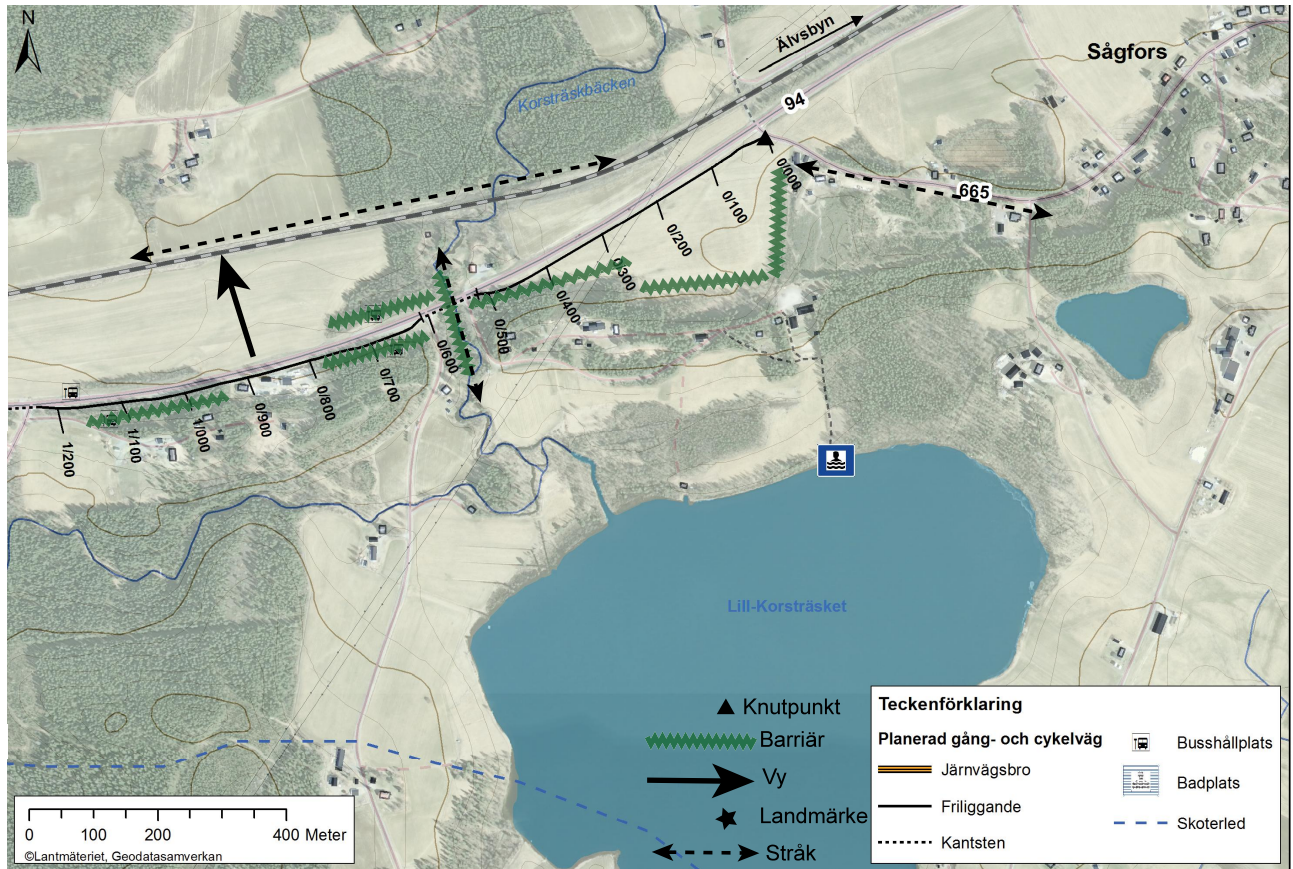 N
Älvsbyn
Sågfors
Korsträskbäcken
94
665
0/000
0/100
0/200
0/300
0/400
0/500
0/600
0/700
0/800
0/900
1/000
1/100
1/200
Lill-Korsträsket
Knutpunkt
Barriär
Vy
Landmärke
Stråk
Teckenförklaring
Planerad gång- och cykelväg
Järnvägsbro
Friliggande
Kantsten
Busshållplats
Badplats
Skoterled
0 100 200 400 Meter
©Lantmäteriet, Geodatasamverkan